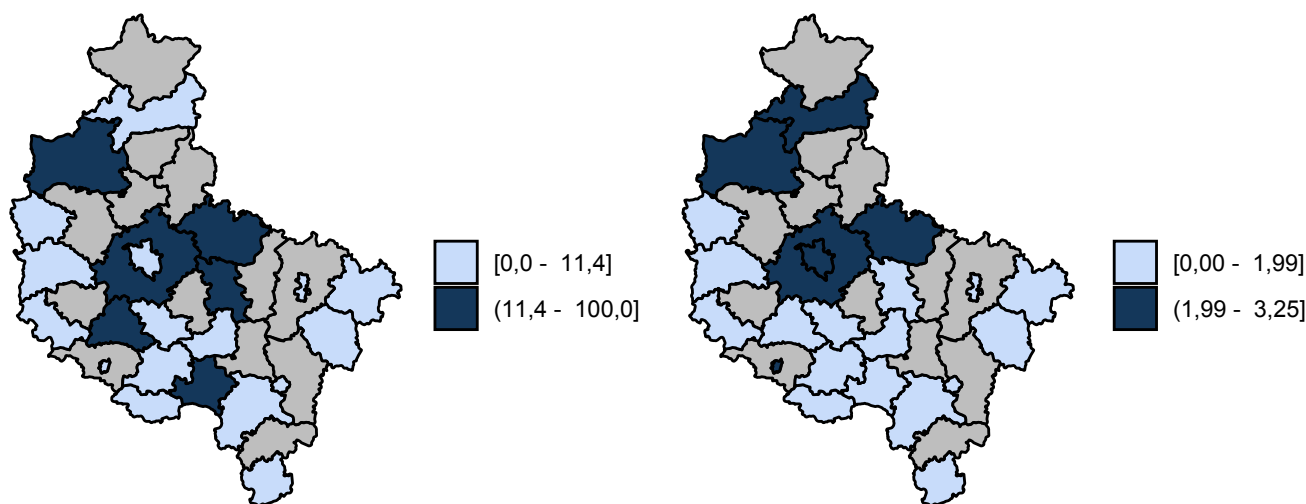 [0,0 - 11,4]
(11,4 - 100,0]
[0,00 - 1,99]
(1,99 - 3,25]